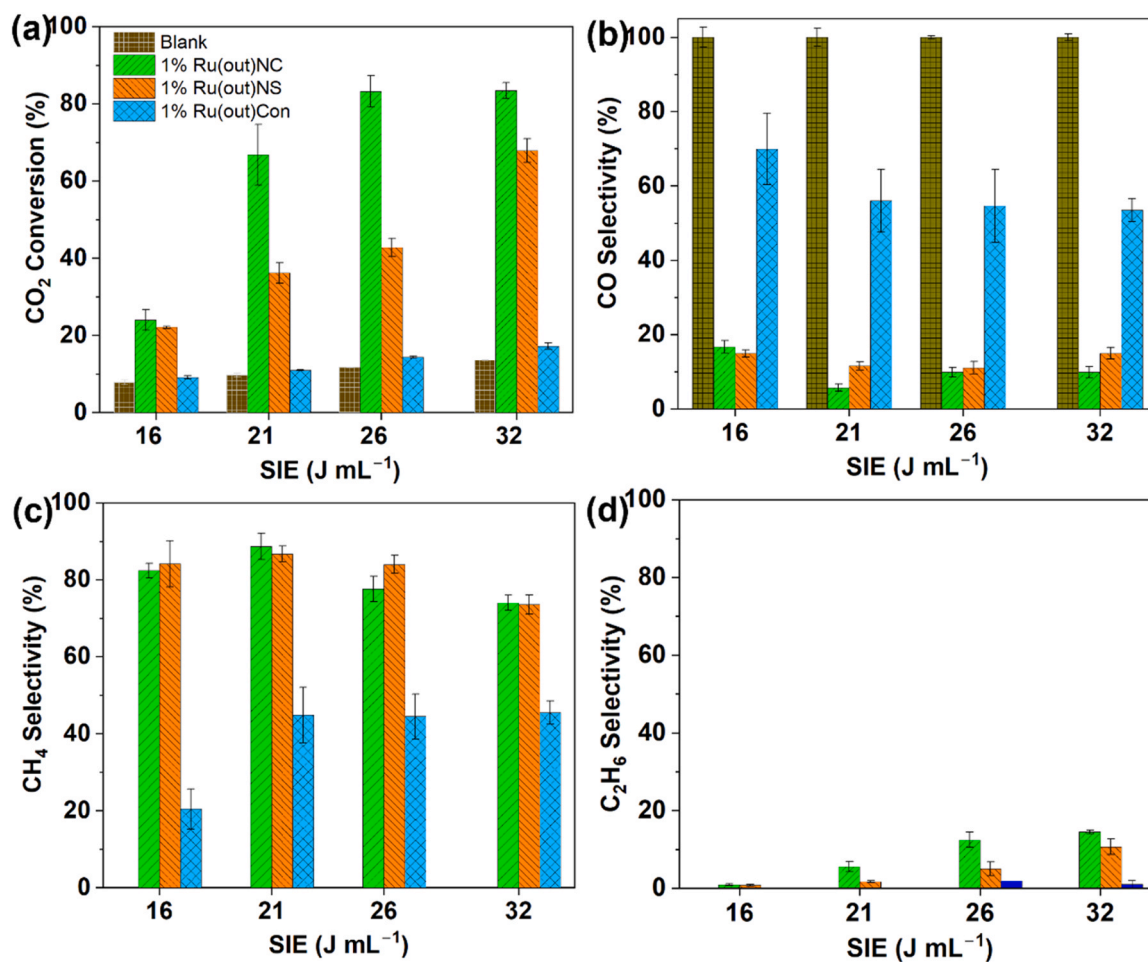 (a)
100
80
60
40
20
0
CO₂ Conversion (%)
Blank
1% Ru(out)NC
1% Ru(out)NS
1% Ru(out)Con
16 21 26 32
SIE (J mL⁻¹)
(b)
100
80
60
40
20
0
CO Selectivity (%)
16 21 26 32
SIE (J mL⁻¹)
(c)
100
80
60
40
20
0
CH₄ Selectivity (%)
16 21 26 32
SIE (J mL⁻¹)
(d)
100
80
60
40
20
0
C₂H₆ Selectivity (%)
16 21 26 32
SIE (J mL⁻¹)